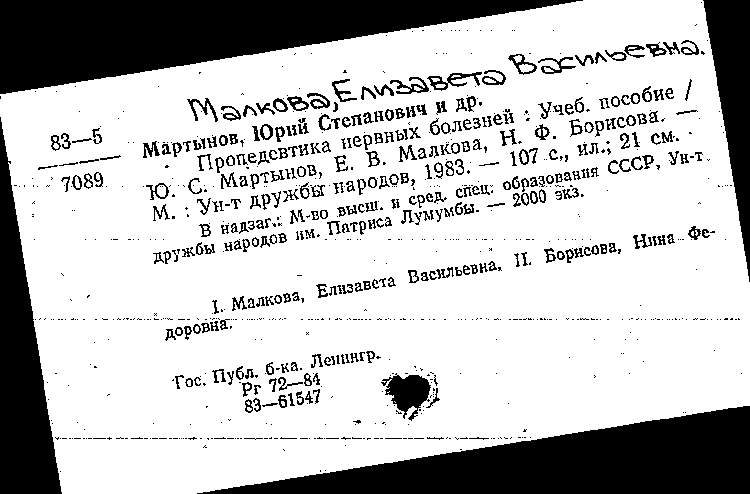 Малкова, Елизавета Васильевна.
83—5
7089
Мартынов, Юрий Степанович и др.
Пропедевтика нервных болезней : Учеб. пособие /
Ю. С. Мартынов, Е. В. Малкова, Н. Ф. Борисова. —
М. : Ун-т дружбы народов, 1983. — 107 с., ил.; 21 см.
В надзаг.: М-во высш. и сред. спец. образования СССР, Ун-т
дружбы народов им. Патриса Лумумбы. — 2000 экз.
I. Малкова, Елизавета Васильевна. II. Борисова, Нина Фе-
доровна.
Гос. Публ. б-ка. Ленингр.
Рг 72—84
83—61547